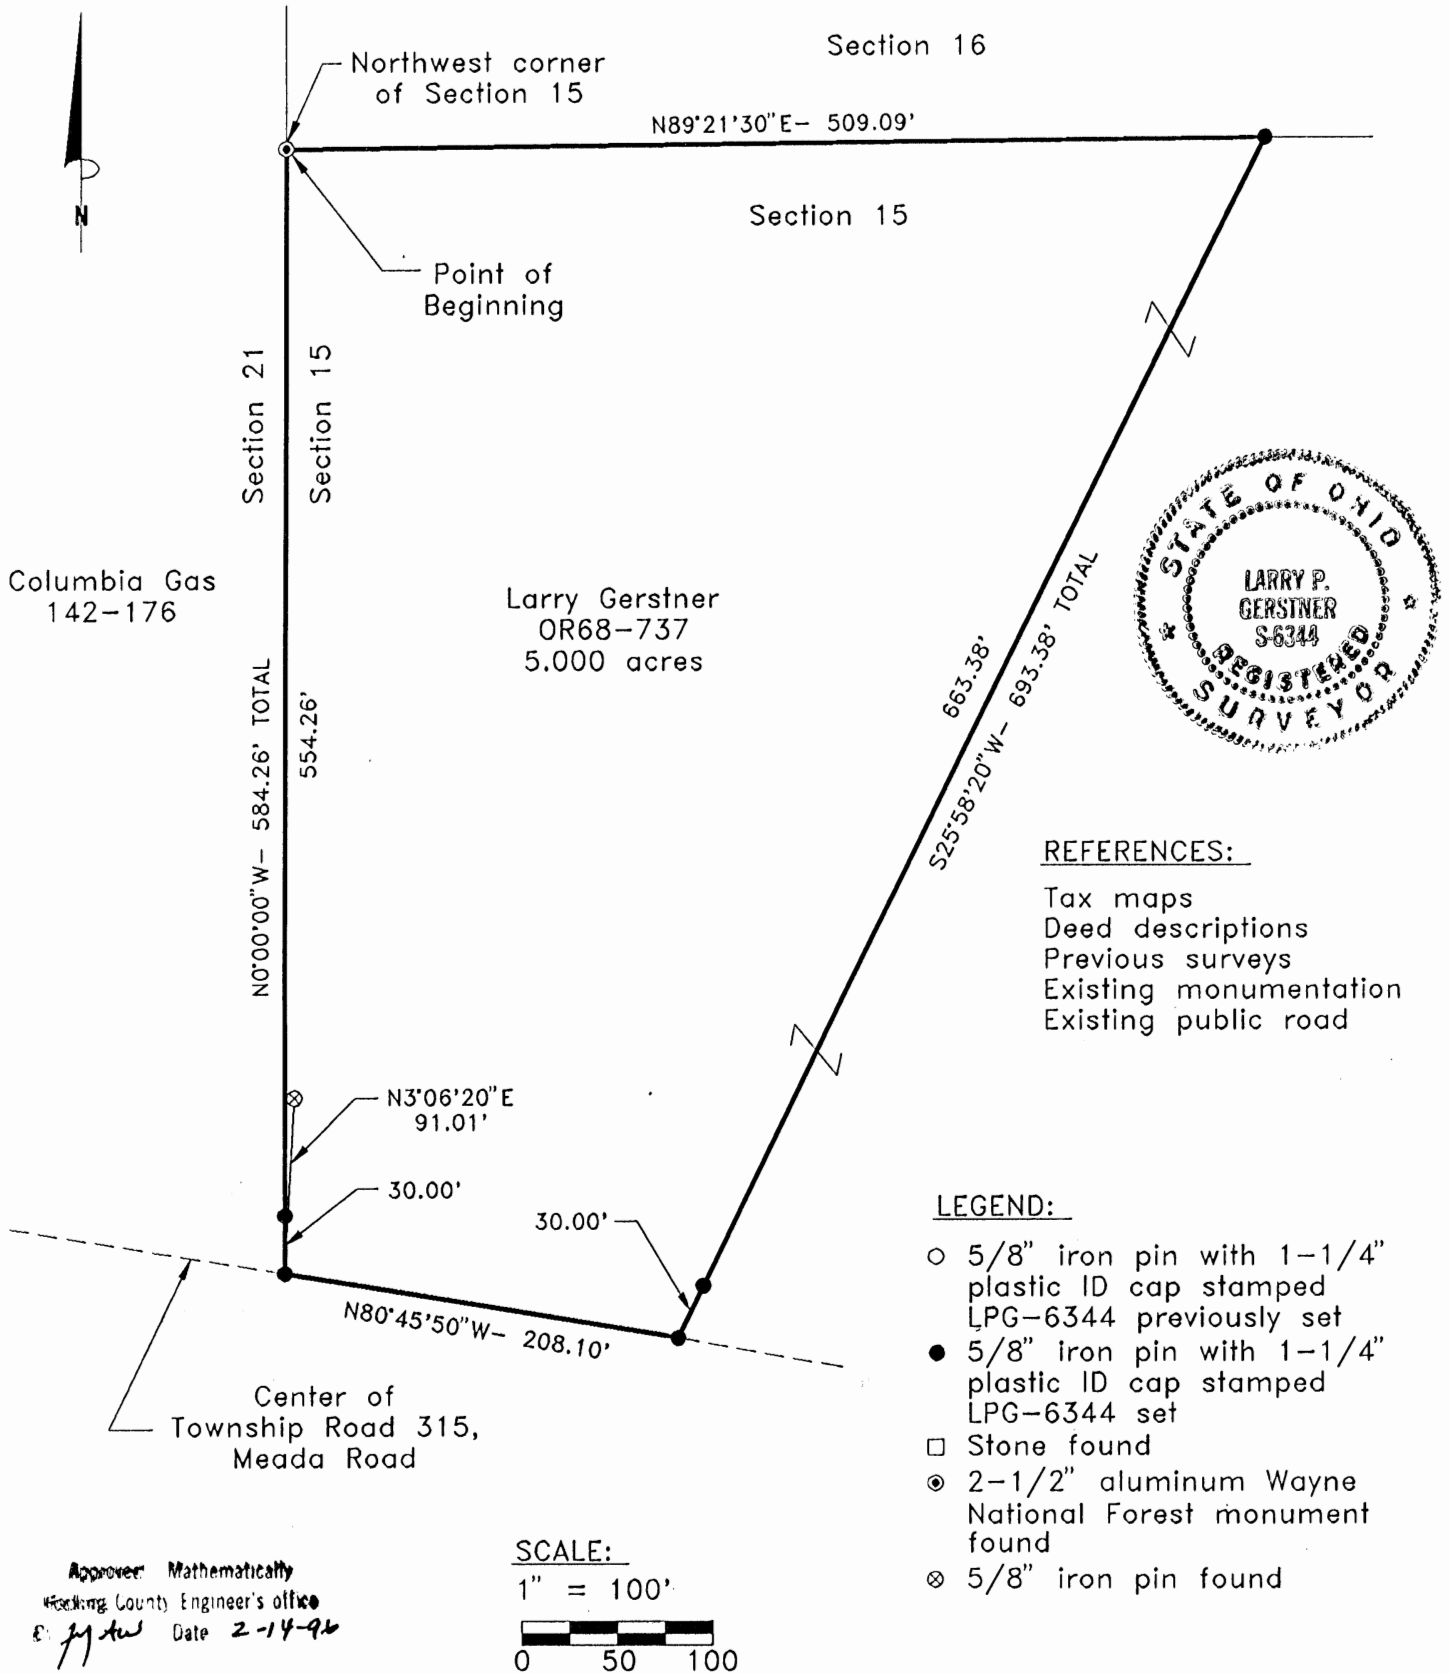 Section 16
Northwest corner
of Section 15
N89°21'30"E- 509.09'
N
Section 15
Point of
Beginning
Section 21
Section 15
Columbia Gas
142-176
Larry Gerstner
OR68-737
5.000 acres
N0°00'00"W- 584.26' TOTAL
554.26'
663.38'
S25°58'20"W- 693.38' TOTAL
STATE OF OHIO
LARRY P.
GERSTNER
S-6344
REGISTERED
SURVEYOR
REFERENCES:
Tax maps
Deed descriptions
Previous surveys
Existing monumentation
Existing public road
N3°06'20"E
91.01'
30.00'
30.00'
N80°45'50"W- 208.10'
Center of
Township Road 315,
Meada Road
LEGEND:
5/8" iron pin with 1-1/4"
plastic ID cap stamped
LPG-6344 previously set
5/8" iron pin with 1-1/4"
plastic ID cap stamped
LPG-6344 set
Stone found
2-1/2" aluminum Wayne
National Forest monument
found
5/8" iron pin found
Mathematically
County Engineer's office
Date 2-14-96
SCALE:
1" = 100'
0 50 100